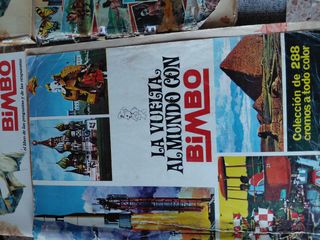 LA VUELTA
AL MUNDO CON
BIMBO
Colección de 288
cromos a todo color
BIMBO